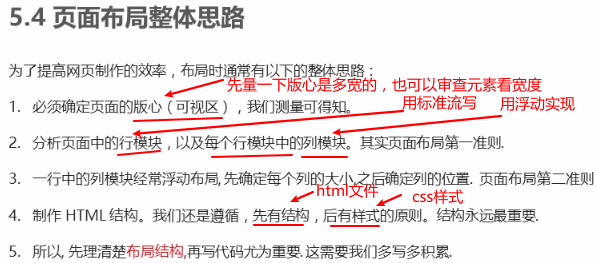 5.4 页面布局整体思路
为了提高网页制作的效率，布局时通常有以下的整体思路：
先量一下版心是多宽的，也可以审查元素看宽度
1. 必须确定页面的版心（可视区），我们测量可得知。
用标准流写
用浮动实现
2. 分析页面中的行模块，以及每个行模块中的列模块。其实页面布局第一准则.
3. 一行中的列模块经常浮动布局, 先确定每个列的大小,之后确定列的位置. 页面布局第二准则
html文件
css样式
4. 制作 HTML 结构。我们还是遵循，先有结构，后有样式的原则。结构永远最重要.
5. 所以, 先理清楚布局结构,再写代码尤为重要. 这需要我们多写多积累.